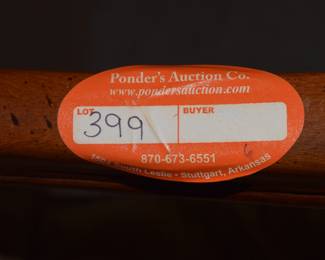 Ponder's Auction Co.
www.pondersauction.com
LOT BUYER
399
870-673-6551
Leslie • Stuttgart, Arkansas